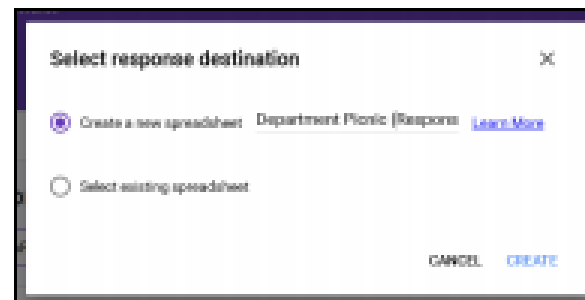 Select response destination
Create a new spreadsheet Department Picnic (Respons Learn More
Select existing spreadsheet
CANCEL CREATE